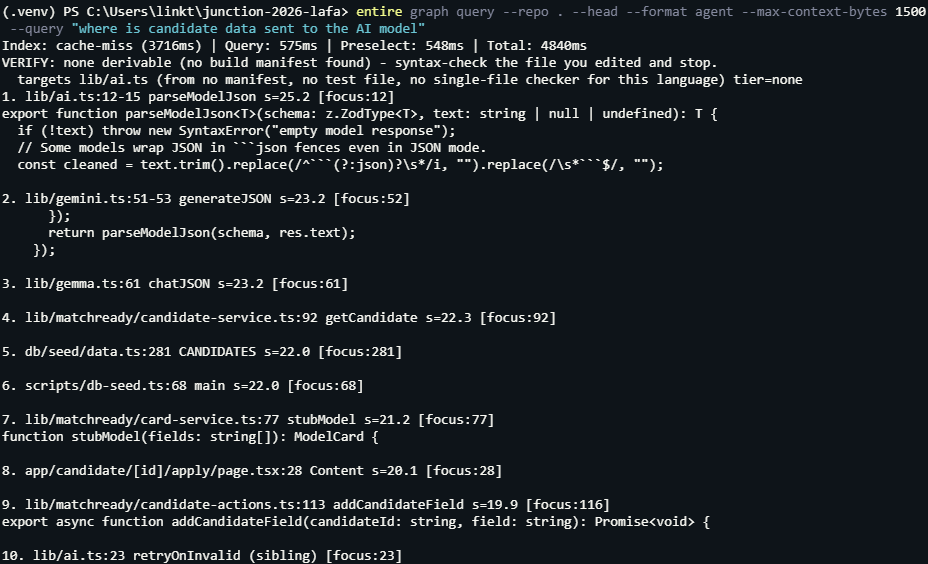 (.venv) PS C:\Users\linkt\junction-2026-lafa> entire graph query --repo . --head --format agent --max-context-bytes 1500
 --query "where is candidate data sent to the AI model"
Index: cache-miss (3716ms) | Query: 575ms | Preselect: 548ms | Total: 4840ms
VERIFY: none derivable (no build manifest found) - syntax-check the file you edited and stop.
  targets lib/ai.ts (from no manifest, no test file, no single-file checker for this language) tier=none
1. lib/ai.ts:12-15 parseModelJson s=25.2 [focus:12]
export function parseModelJson<T>(schema: z.ZodType<T>, text: string | null | undefined): T {
  if (!text) throw new SyntaxError("empty model response");
  // Some models wrap JSON in ```json fences even in JSON mode.
  const cleaned = text.trim().replace(/^```(?:json)?\s*/i, "").replace(/\s*```$/, "");
2. lib/gemini.ts:51-53 generateJSON s=23.2 [focus:52]
      });
      return parseModelJson(schema, res.text);
    });
3. lib/gemma.ts:61 chatJSON s=23.2 [focus:61]
4. lib/matchready/candidate-service.ts:92 getCandidate s=22.3 [focus:92]
5. db/seed/data.ts:281 CANDIDATES s=22.0 [focus:281]
6. scripts/db-seed.ts:68 main s=22.0 [focus:68]
7. lib/matchready/card-service.ts:77 stubModel s=21.2 [focus:77]
function stubModel(fields: string[]): ModelCard {
8. app/candidate/[id]/apply/page.tsx:28 Content s=20.1 [focus:28]
9. lib/matchready/candidate-actions.ts:113 addCandidateField s=19.9 [focus:116]
export async function addCandidateField(candidateId: string, field: string): Promise<void> {
10. lib/ai.ts:23 retryOnInvalid (sibling) [focus:23]